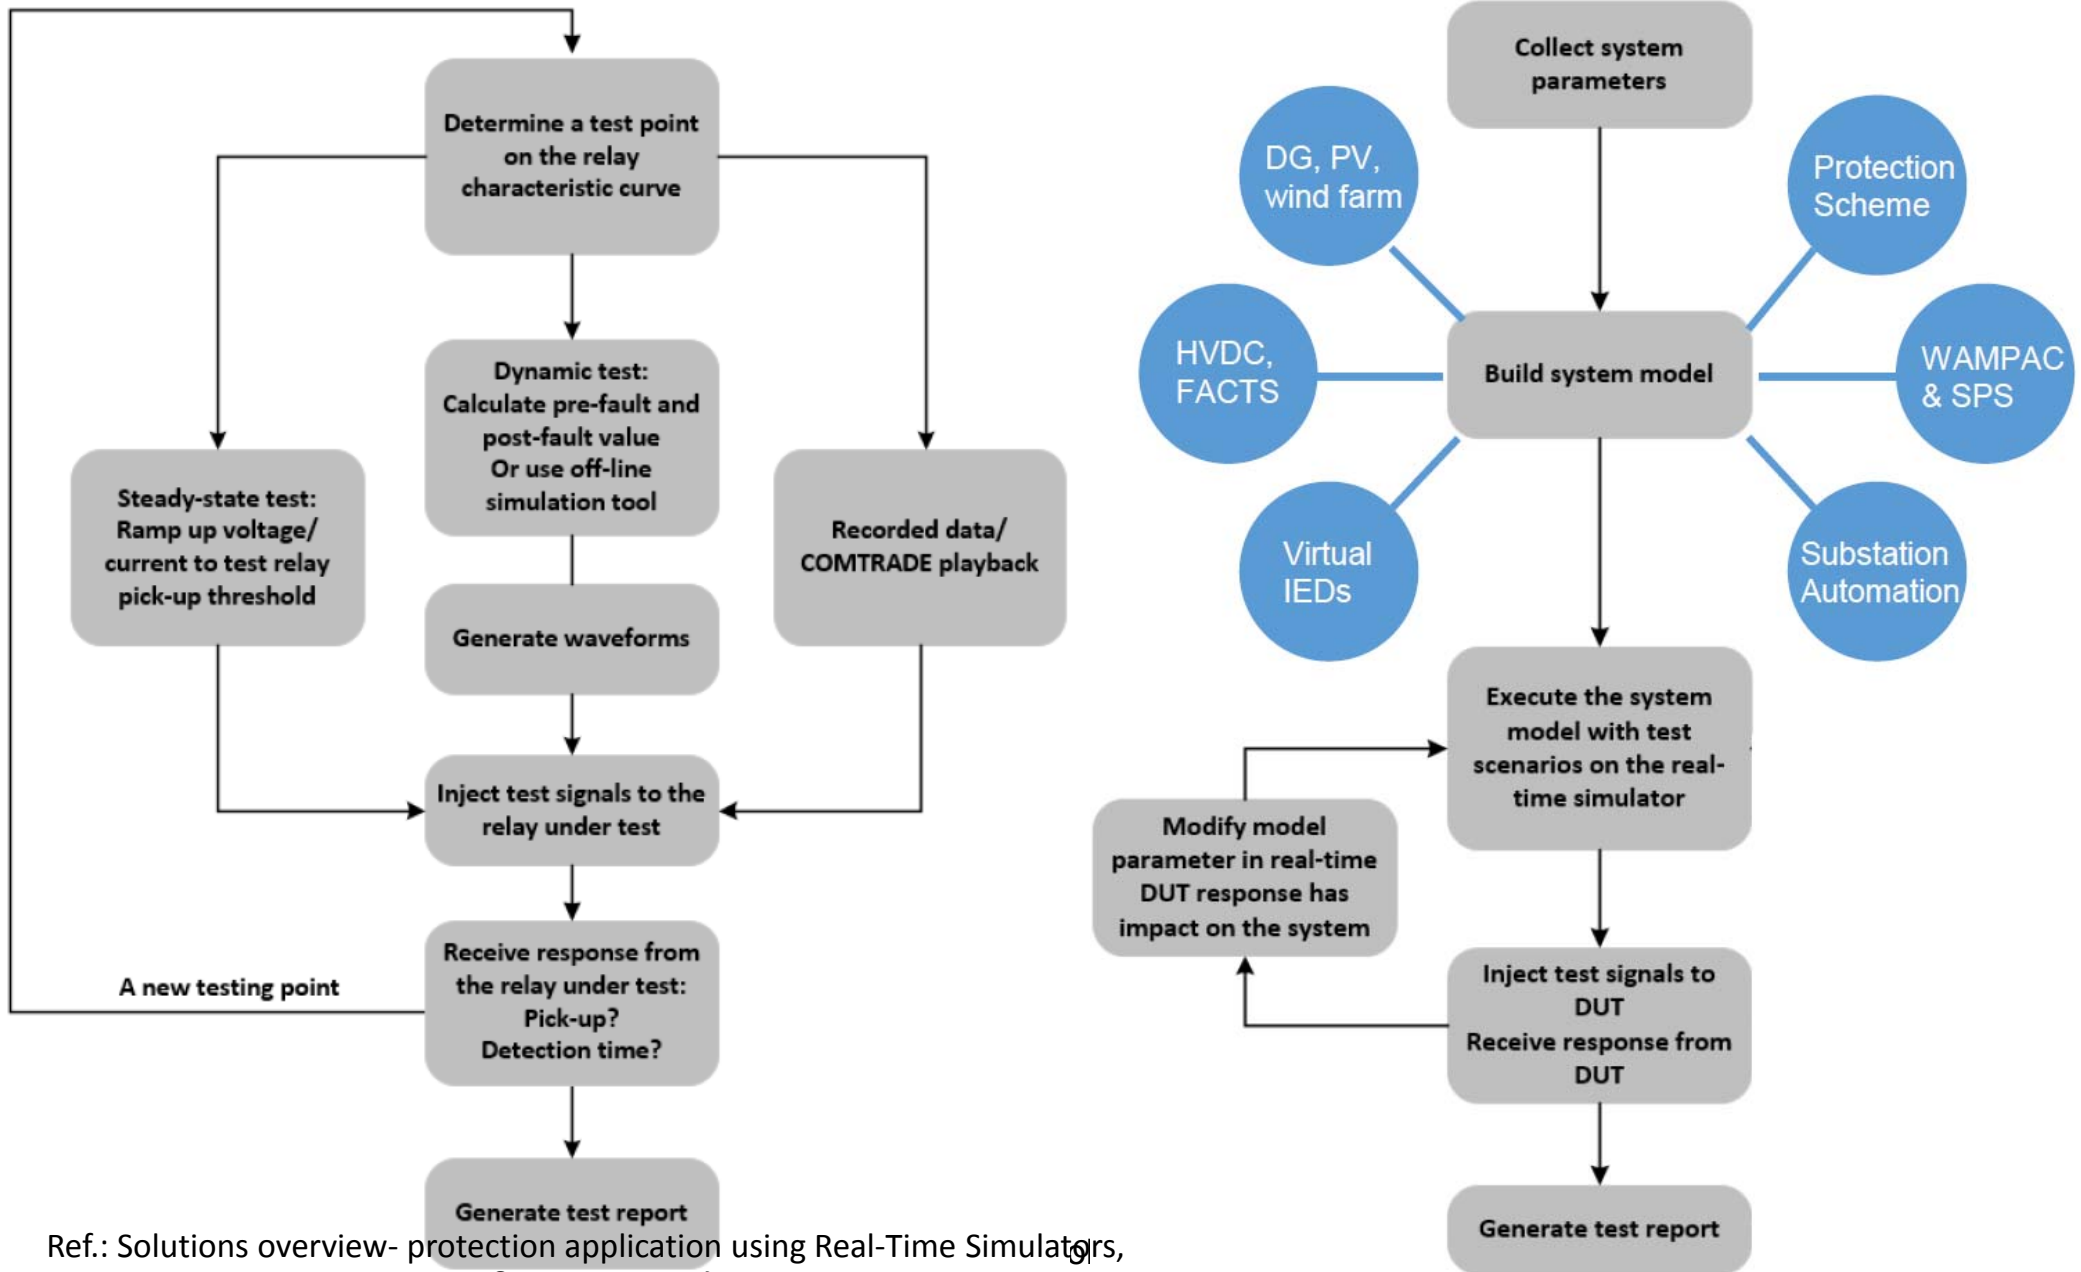 Determine a test point
on the relay
characteristic curve
Dynamic test:
Calculate pre-fault and
post-fault value
Or use off-line
simulation tool
Steady-state test:
Ramp up voltage/
current to test relay
pick-up threshold
Recorded data/
COMTRADE playback
Generate waveforms
Inject test signals to the
relay under test
Receive response from
the relay under test:
Pick-up?
Detection time?
A new testing point
Generate test report
Ref.: Solutions overview- protection application using Real-Time Simulators,
Collect system
parameters
DG, PV,
wind farm
Protection
Scheme
HVDC,
FACTS
Build system model
WAMPAC
& SPS
Virtual
IEDs
Substation
Automation
Execute the system
model with test
scenarios on the real-
time simulator
Modify model
parameter in real-time
DUT response has
impact on the system
Inject test signals to
DUT
Receive response from
DUT
Generate test report